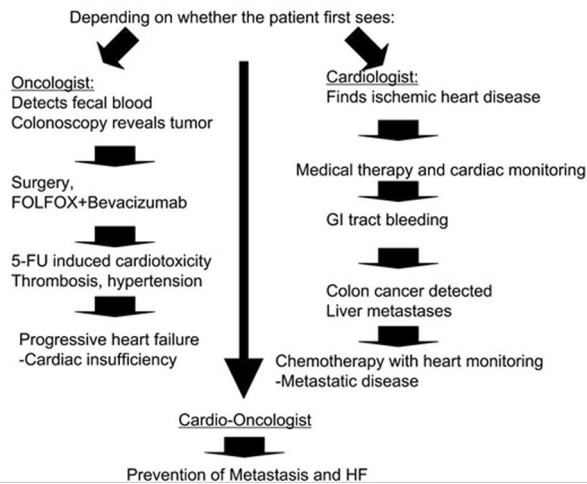 Depending on whether the patient first sees:
Oncologist:
Detects fecal blood
Colonoscopy reveals tumor
Surgery,
FOLFOX+Bevacizumab
5-FU induced cardiotoxicity
Thrombosis, hypertension
Progressive heart failure
-Cardiac insufficiency
Cardiologist:
Finds ischemic heart disease
Medical therapy and cardiac monitoring
GI tract bleeding
Colon cancer detected
Liver metastases
Chemotherapy with heart monitoring
-Metastatic disease
Cardio-Oncologist
Prevention of Metastasis and HF